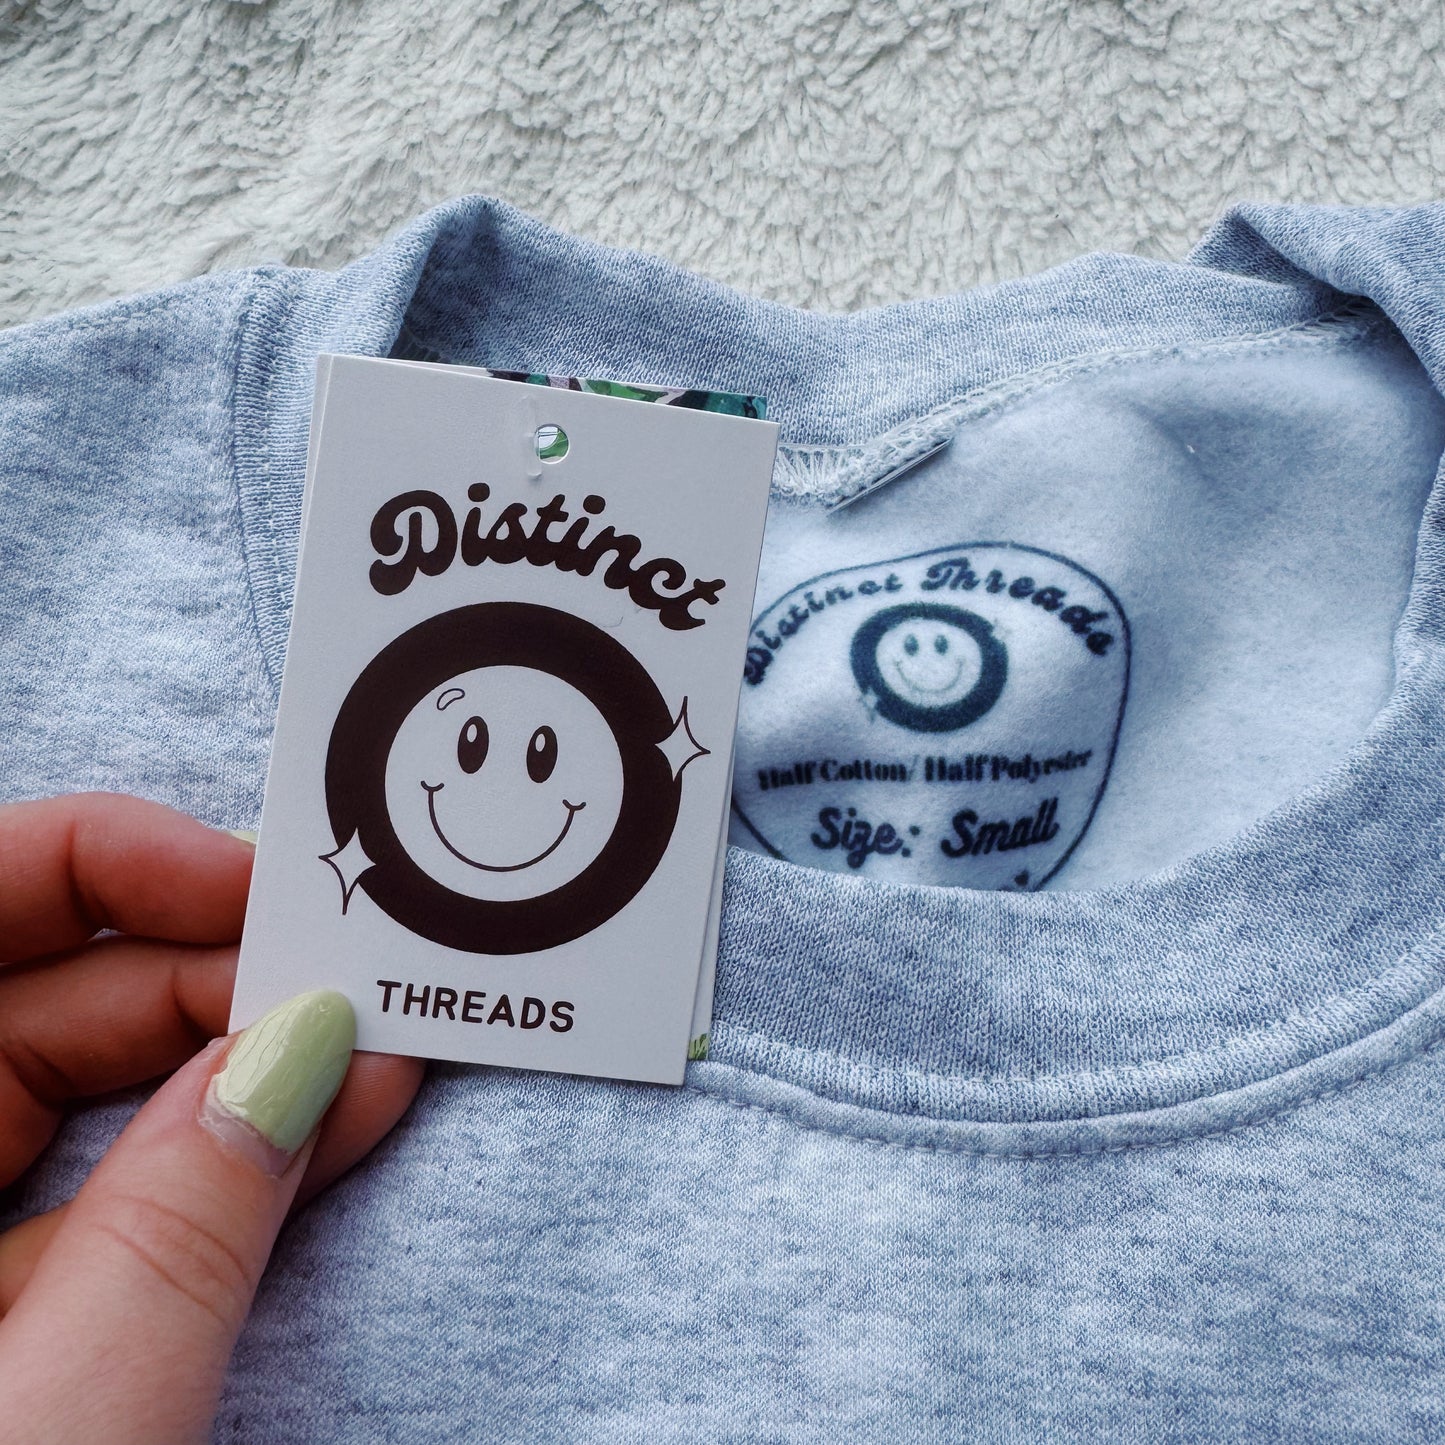 Distinct
THREADS
Distinct Threads
Half Cotton/ Half Polyester
Size: Small